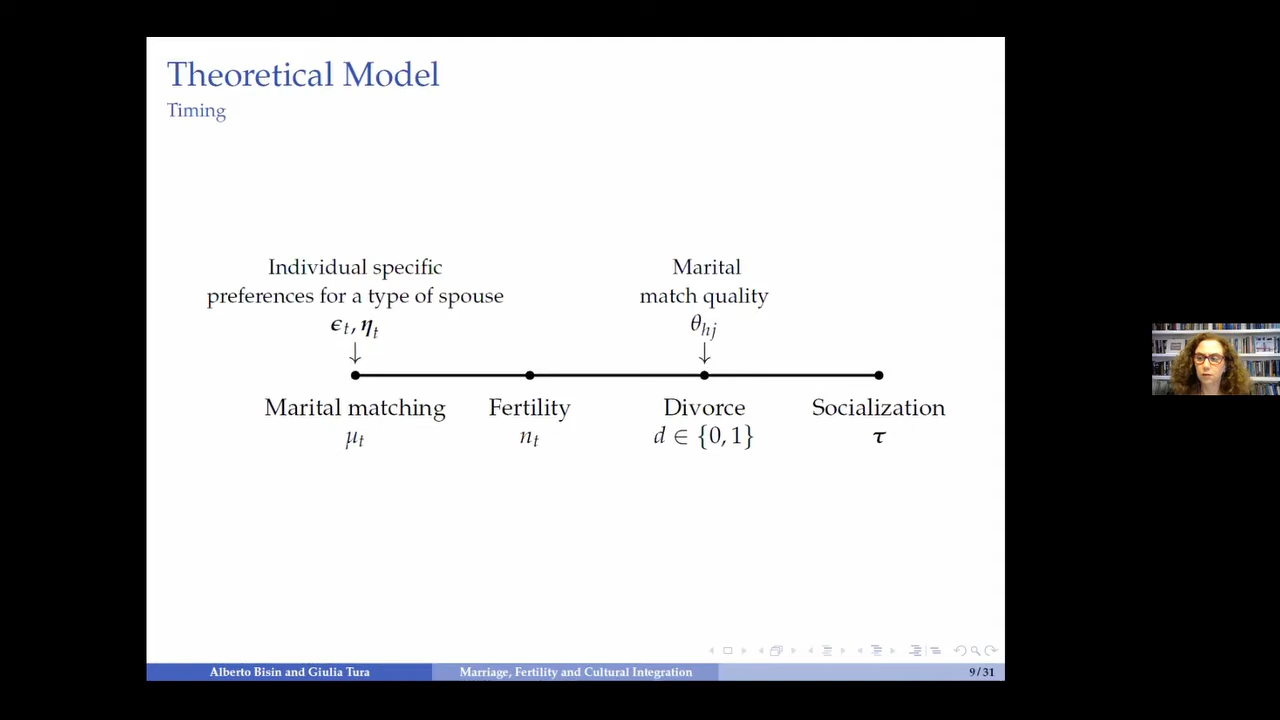 Theoretical Model
Timing
Individual specific
preferences for a type of spouse
ϵₜ, ηₜ
↓
Marital
match quality
θₕⱼ
↓
Marital matching
μₜ
Fertility
nₜ
Divorce
d ∈ {0, 1}
Socialization
τ
Alberto Bisin and Giulia Tura
Marriage, Fertility and Cultural Integration
9 / 31